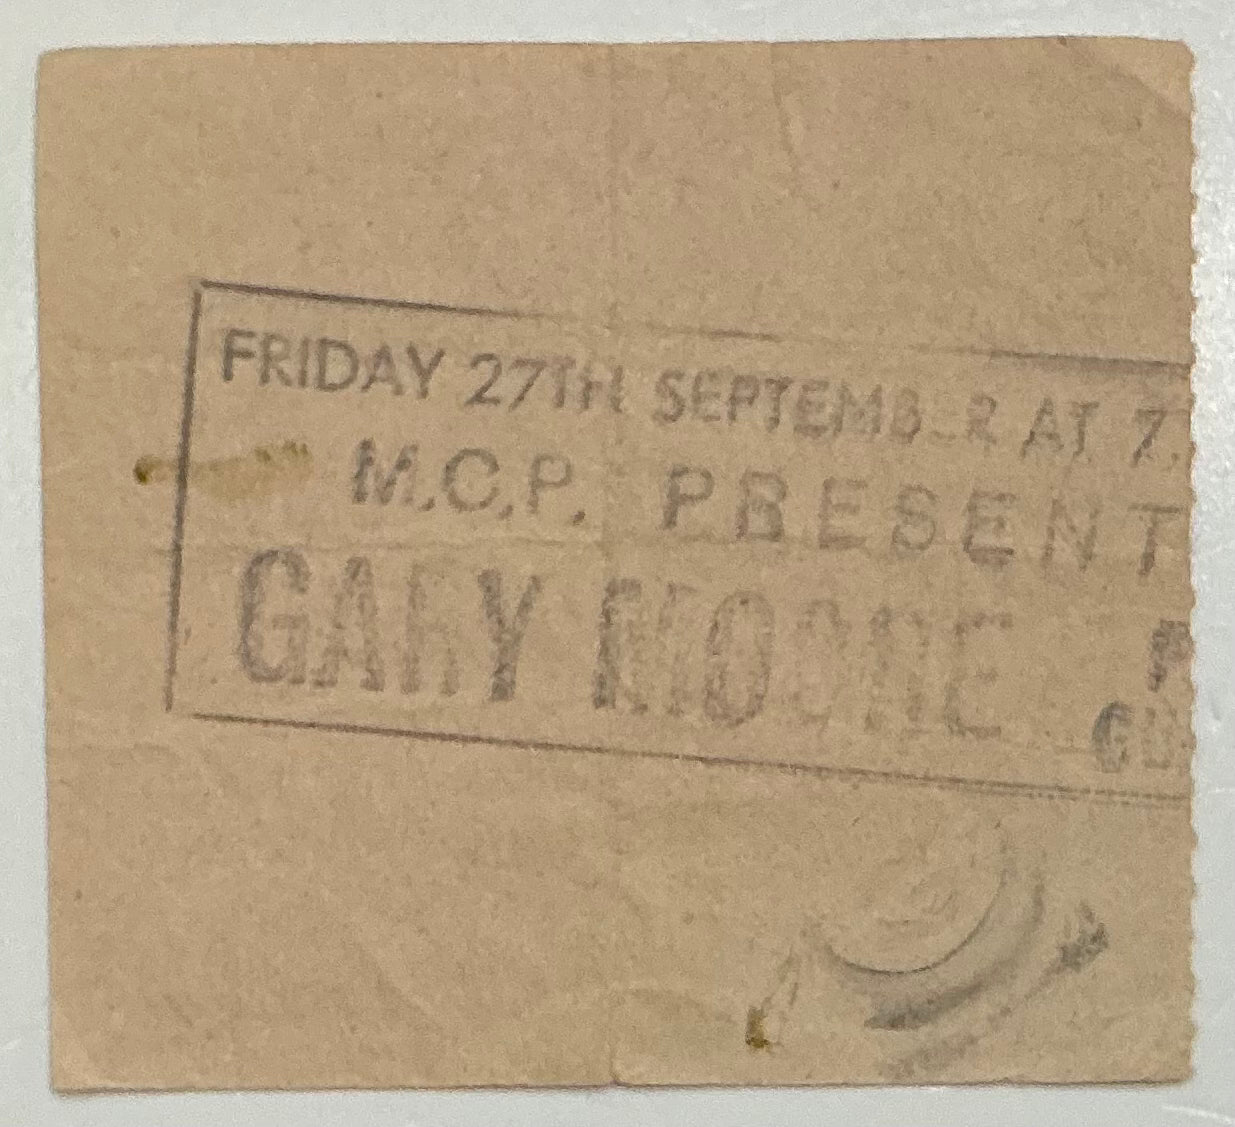 FRIDAY 27TH SEPTEMBER AT 7.
M.C.P. PRESENT
GARY MOORE